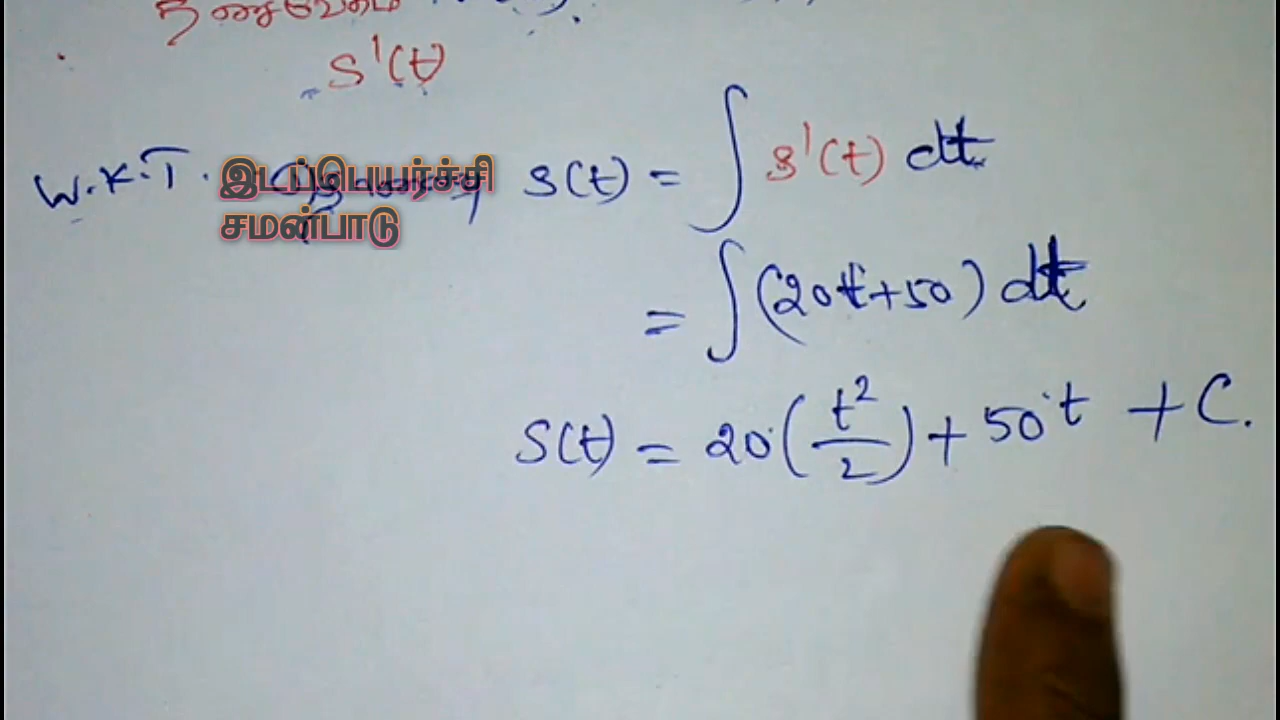 S'(t)
W.K.T. இடப்பெயர்ச்சி S(t) = ∫ s'(t) dt
சமன்பாடு
= ∫ (20t+50) dt
S(t) = 20 (t²/2) + 50t + C.